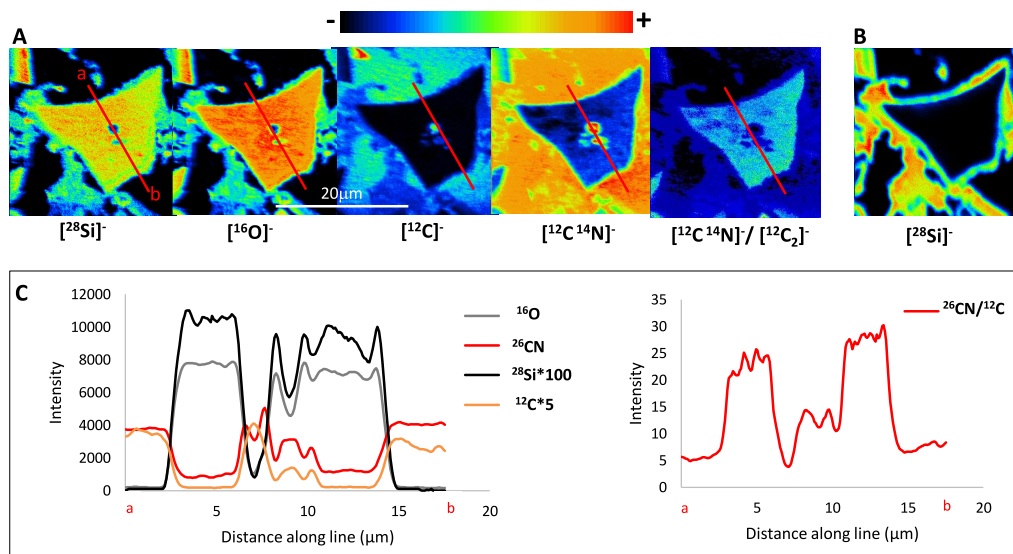 - +
A B
a
b
20μm
[²⁸Si]⁻ [¹⁶O]⁻ [¹²C]⁻ [¹²C ¹⁴N]⁻ [¹²C ¹⁴N]⁻/ [¹²C₂]⁻ [²⁸Si]⁻
C
12000
10000
8000
6000
4000
2000
0
Intensity
a 5 10 15 b 20
Distance along line (μm)
¹⁶O
²⁶CN
²⁸Si*100
¹²C*5
35
30
25
20
15
10
5
0
Intensity
a 5 10 15 b 20
Distance along line (μm)
²⁶CN/¹²C